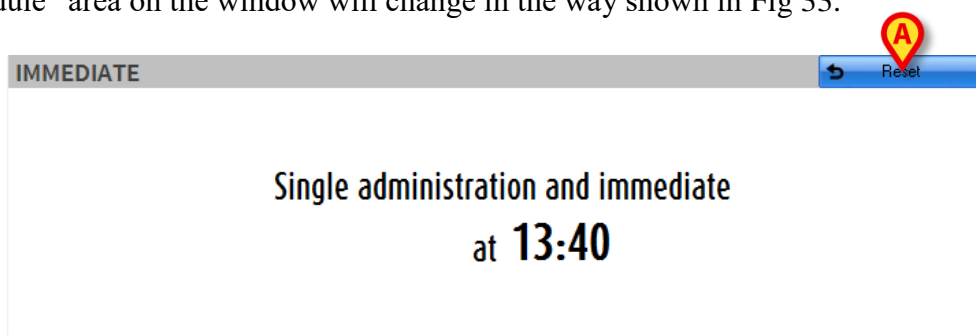 dule" area on the window will change in the way shown in Fig 33.
A
IMMEDIATE
Reset
Single administration and immediate
at 13:40